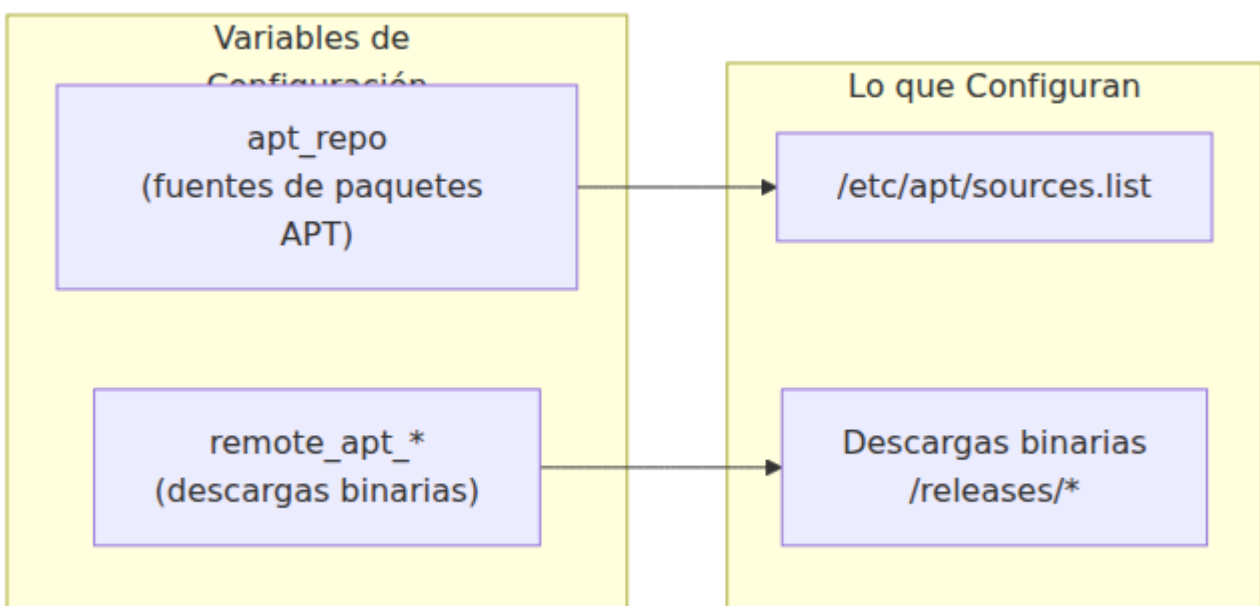 Variables de
Configuración
apt_repo
(fuentes de paquetes
APT)
remote_apt_*
(descargas binarias)
Lo que Configuran
/etc/apt/sources.list
Descargas binarias
/releases/*